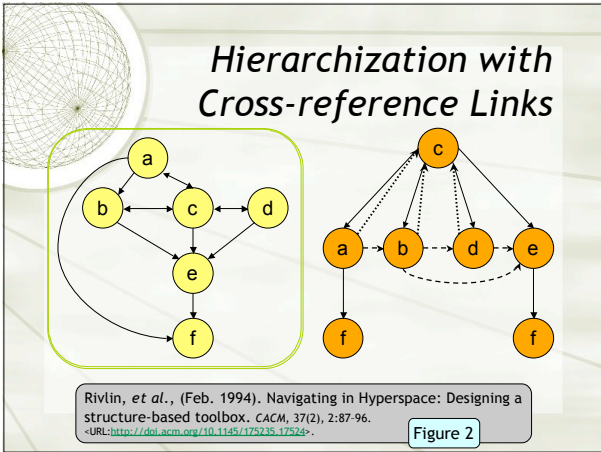 Hierarchization with
Cross-reference Links
a
b
c
d
e
f
c
a
b
d
e
f
f
Rivlin, et al., (Feb. 1994). Navigating in Hyperspace: Designing a
structure-based toolbox. CACM, 37(2), 2:87-96.
<URL:http://doi.acm.org/10.1145/175235.17524>.
Figure 2